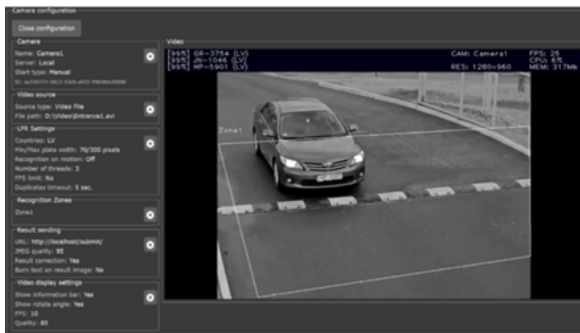 Camera configuration
Close configuration
Camera
Name: Camera1
Server: Local
Start type: Manual
Video source
Source type: Video File
File path: D:\Video\Entrance1.avi
LPR Settings
Countries: LV
Min/Max plate width: 70/300 pixels
Recognition on motion: Off
Number of threads: 3
FPS limit: No
Duplicates timeout: 5 sec.
Recognition Zones
Zone1
Result sending
URL: http://localhost/submit/
JPEG quality: 95
Result correction: Yes
Burn text on result image: No
Video display settings
Show information bar: Yes
Show rotate angle: Yes
FPS: 10
Quality: 85
Video
[99%] GR-3754 (LV)
[99%] JN-1044 (LV)
[99%] HP-5901 (LV)
CAM: Camera1
RES: 1280x960
FPS: 25
CPU: 6%
MEM: 317Mb
Zone1